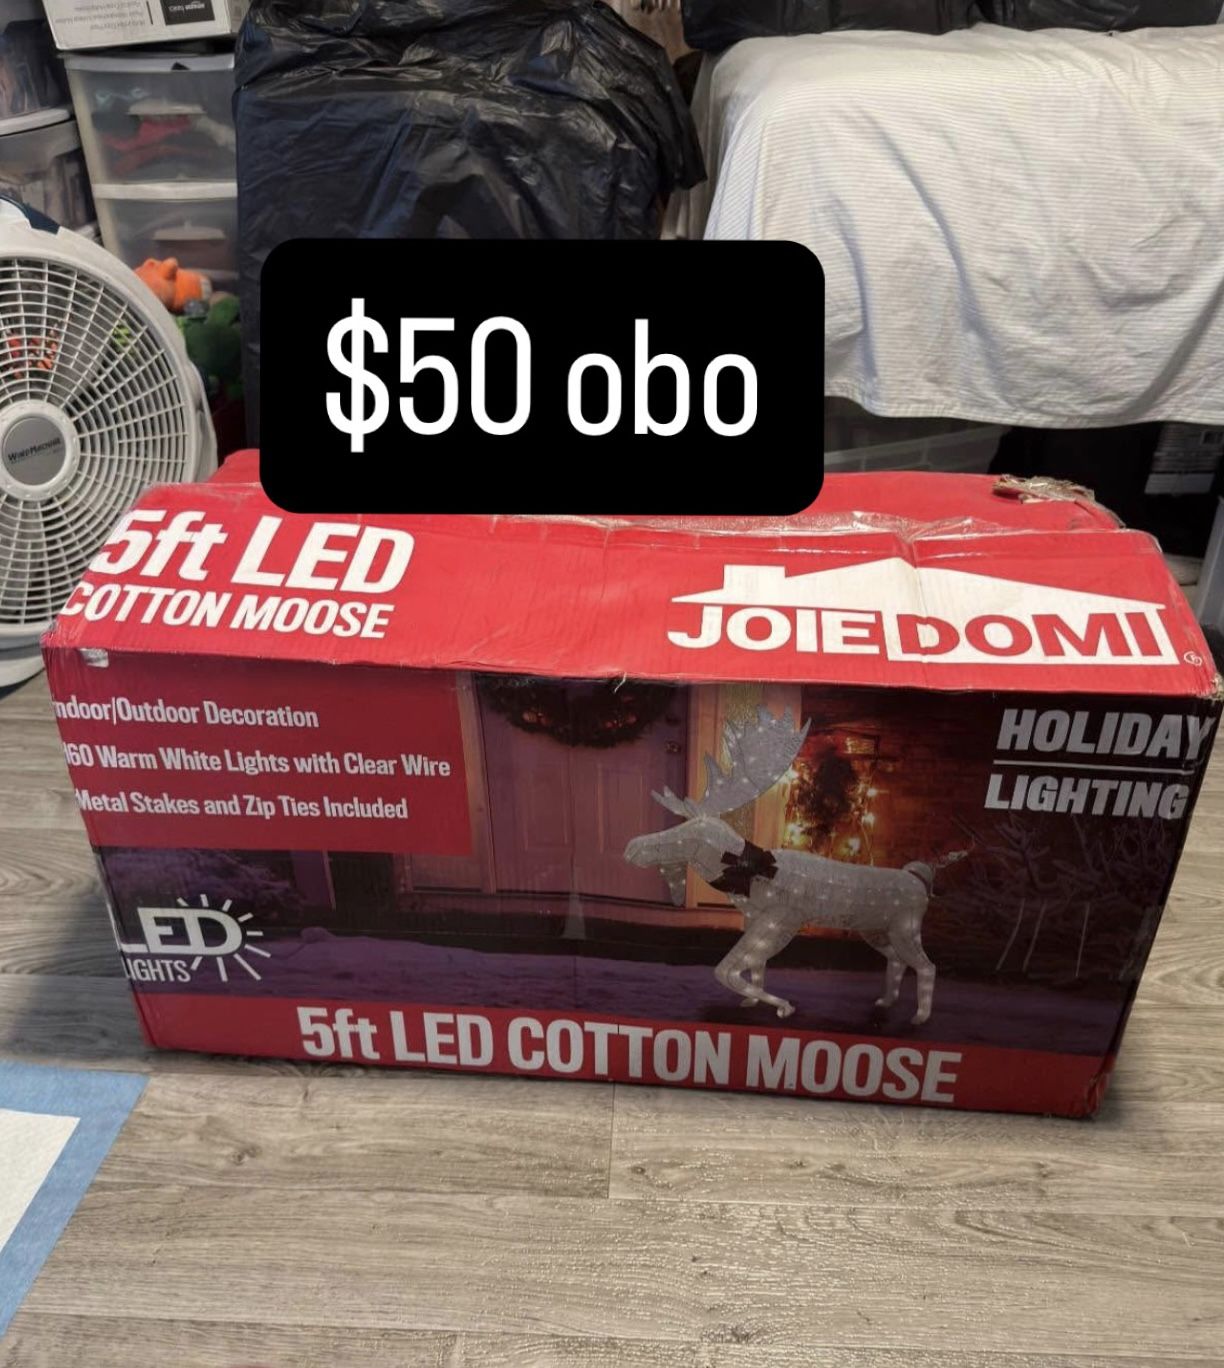 $50 obo
5ft LED
COTTON MOOSE
JOIEDOMI
ndoor/Outdoor Decoration
160 Warm White Lights with Clear Wire
Metal Stakes and Zip Ties Included
HOLIDAY
LIGHTING
LED
LIGHTS
5ft LED COTTON MOOSE